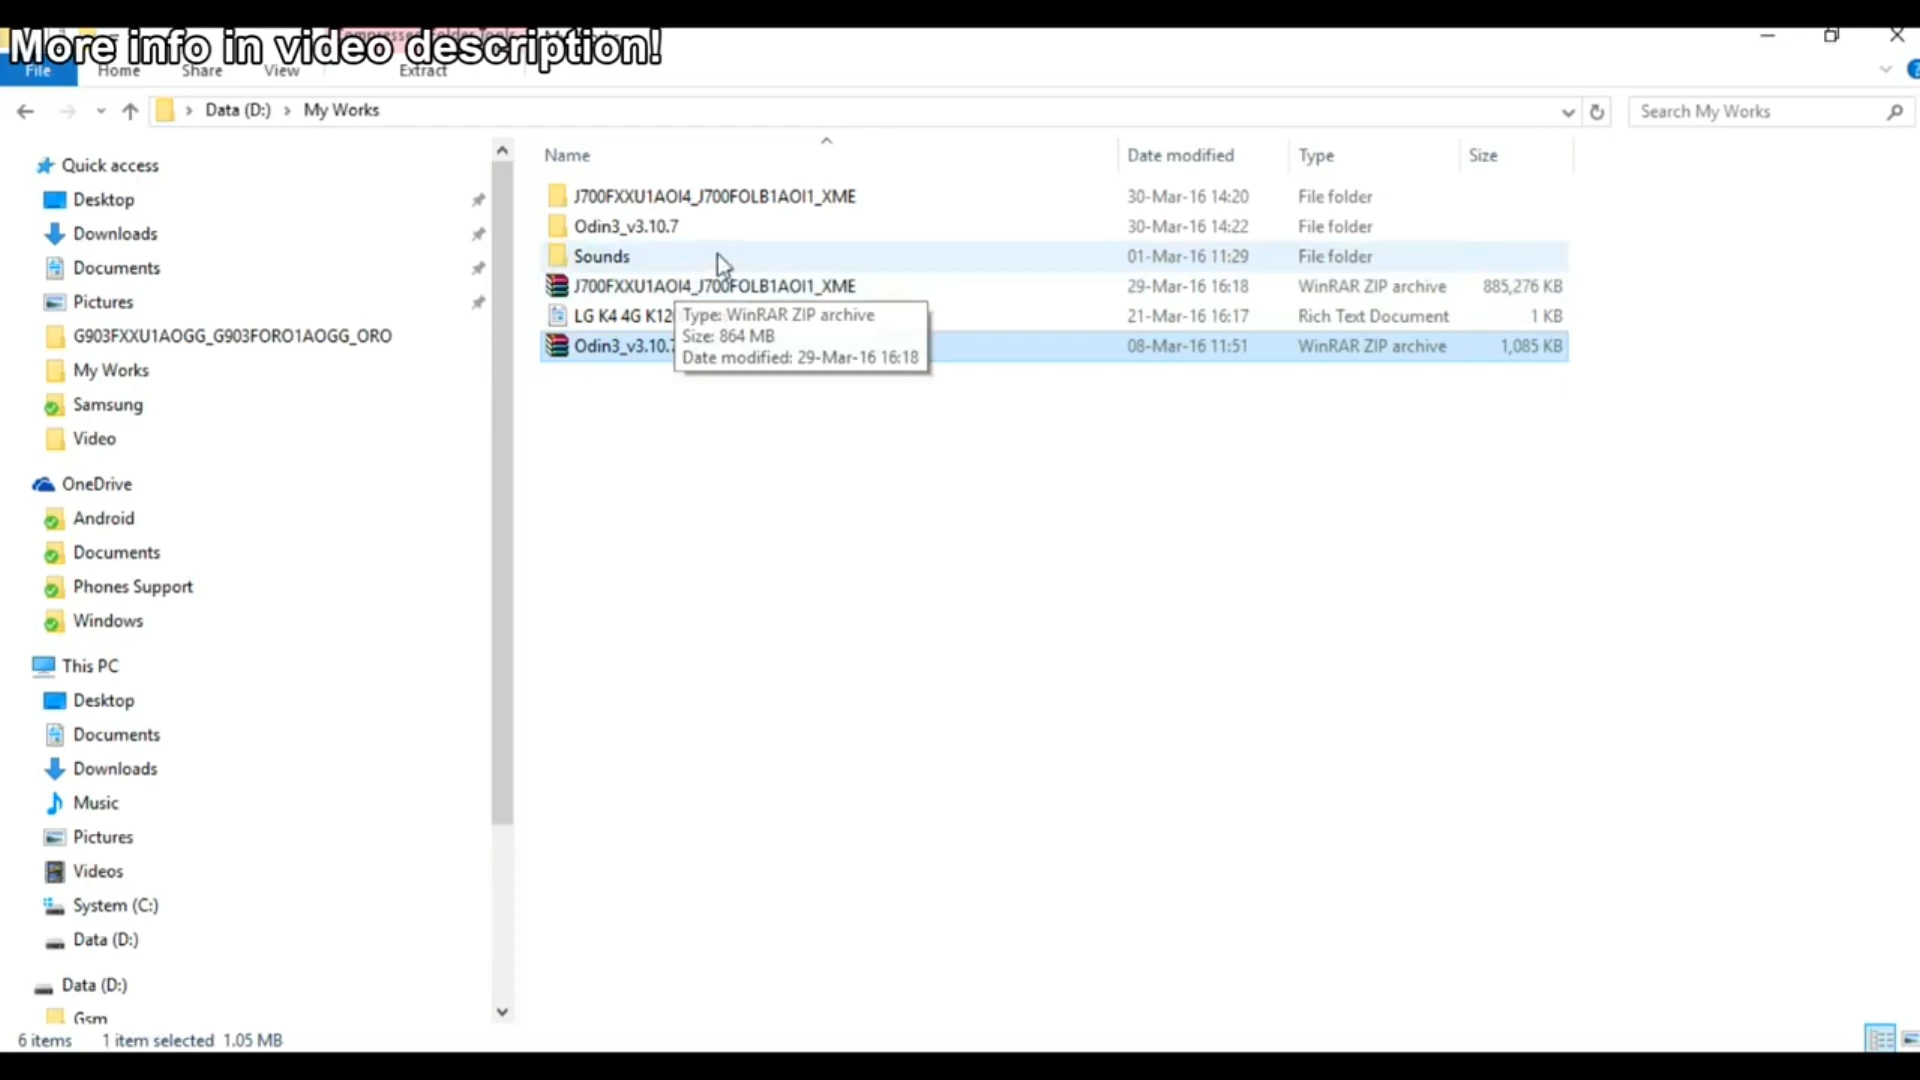 More info in video description!
File Home Share View Extract
Data (D:) My Works
Search My Works
Quick access
Desktop
Downloads
Documents
Pictures
G903FXXU1AOGG_G903FORO1AOGG_ORO
My Works
Samsung
Video
OneDrive
Android
Documents
Phones Support
Windows
This PC
Desktop
Documents
Downloads
Music
Pictures
Videos
System (C:)
Data (D:)
Data (D:)
Gsm
Name Date modified Type Size
J700FXXU1AOI4_J700FOLB1AOI1_XME 30-Mar-16 14:20 File folder
Odin3_v3.10.7 30-Mar-16 14:22 File folder
Sounds 01-Mar-16 11:29 File folder
J700FXXU1AOI4_J700FOLB1AOI1_XME 29-Mar-16 16:18 WinRAR ZIP archive 885,276 KB
LG K4 4G K12 21-Mar-16 16:17 Rich Text Document 1 KB
Odin3_v3.10.7 08-Mar-16 11:51 WinRAR ZIP archive 1,085 KB
Type: WinRAR ZIP archive
Size: 864 MB
Date modified: 29-Mar-16 16:18
6 items 1 item selected 1.05 MB